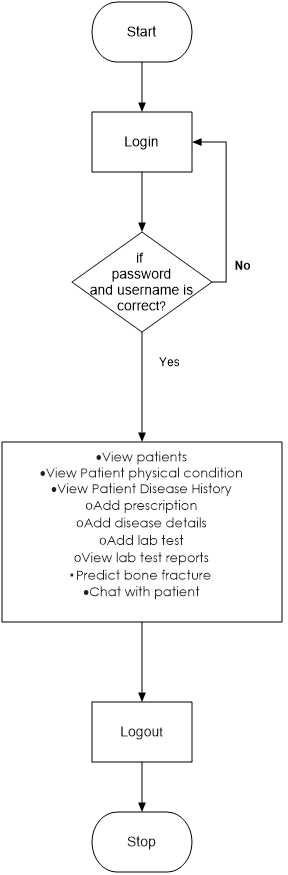 Start
Login
if
password
and username is
correct?
No
Yes
●View patients
●View Patient physical condition
●View Patient Disease History
oAdd prescription
oAdd disease details
oAdd lab test
oView lab test reports
▪Predict bone fracture
●Chat with patient
Logout
Stop